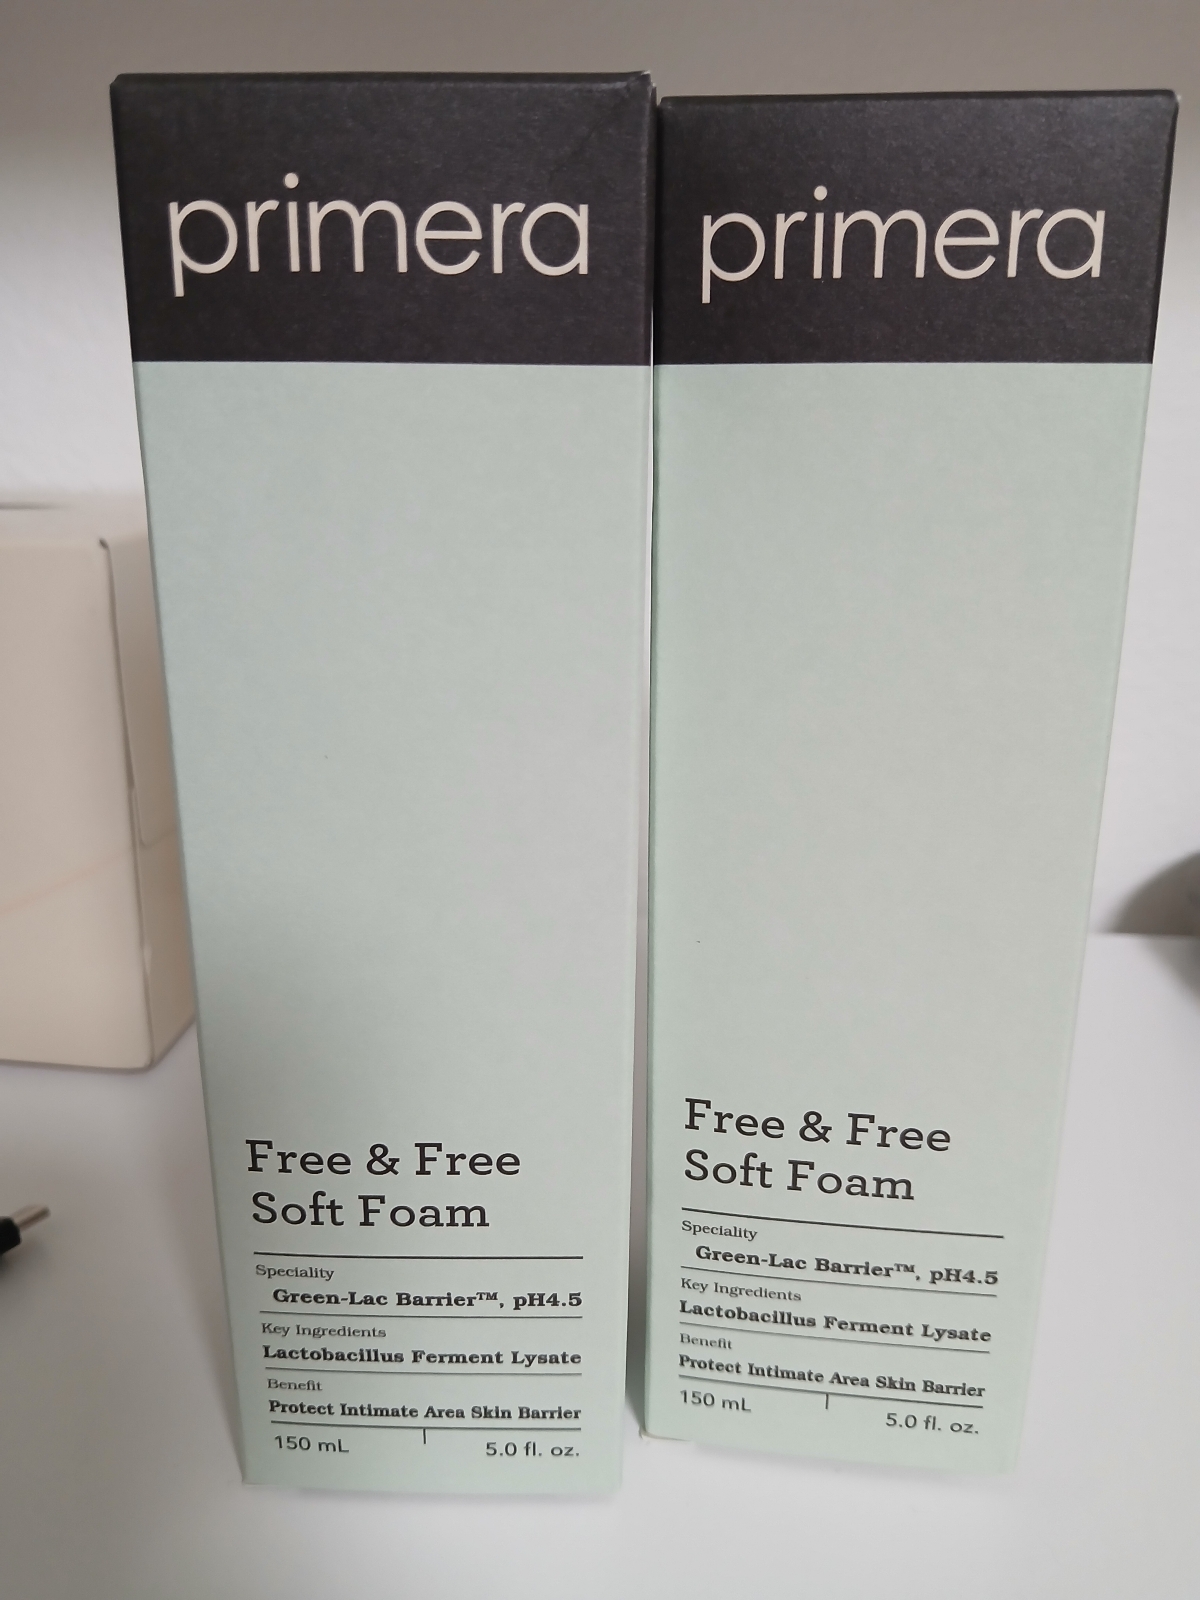 primera
Free & Free
Soft Foam
Speciality
Green-Lac Barrier™, pH4.5
Key Ingredients
Lactobacillus Ferment Lysate
Benefit
Protect Intimate Area Skin Barrier
150 mL 5.0 fl. oz.
primera
Free & Free
Soft Foam
Speciality
Green-Lac Barrier™, pH4.5
Key Ingredients
Lactobacillus Ferment Lysate
Benefit
Protect Intimate Area Skin Barrier
150 mL 5.0 fl. oz.